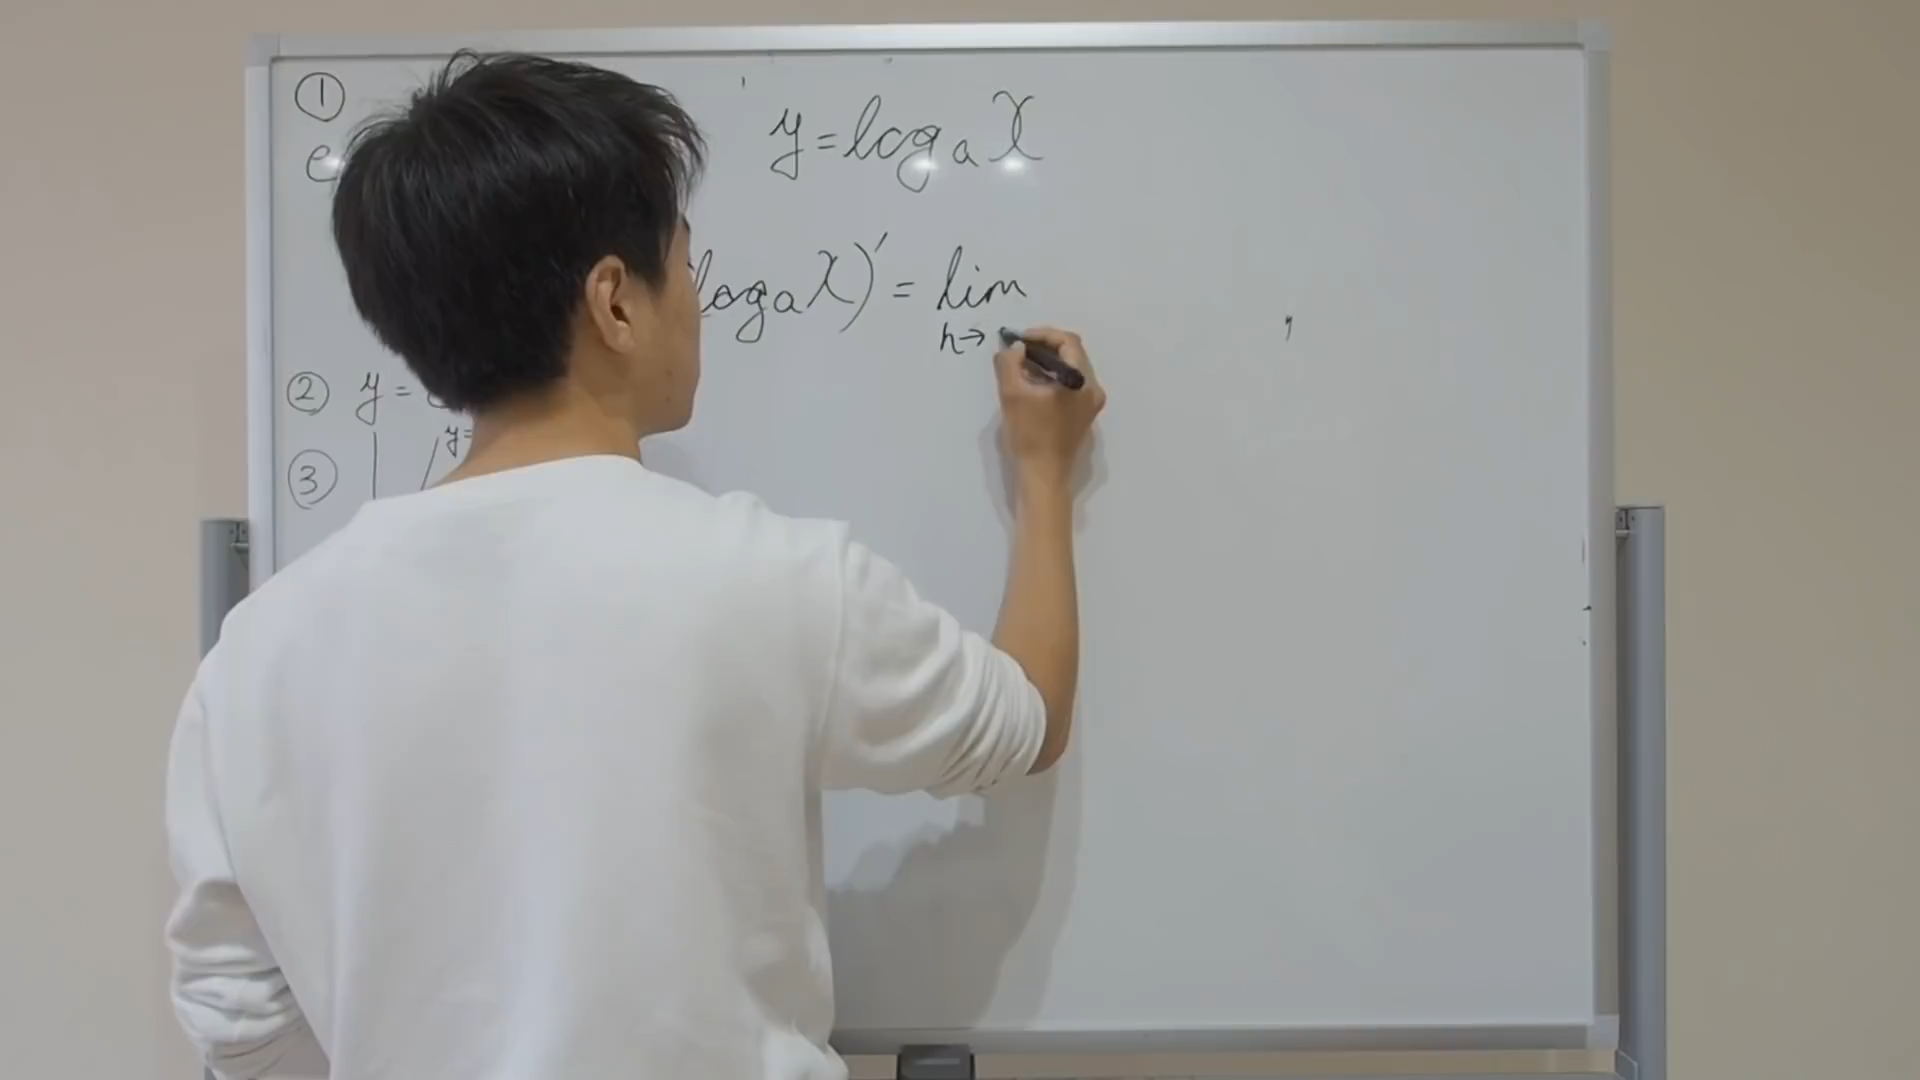 ①
e
y = log a x
log a x)' = lim
h→
② y =
y=
③